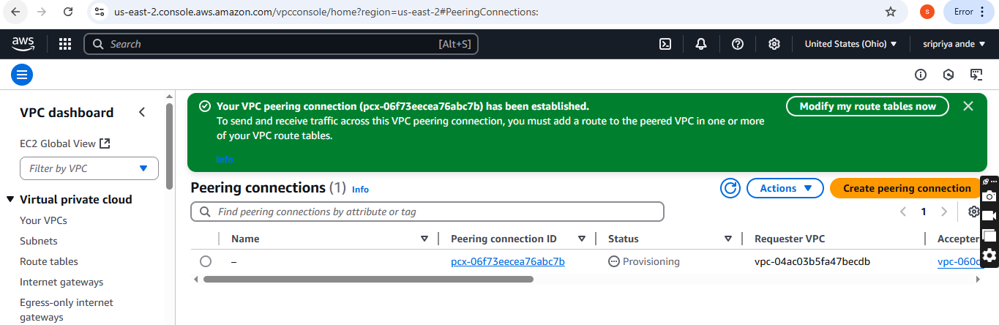 us-east-2.console.aws.amazon.com/vpcconsole/home?region=us-east-2#PeeringConnections:
S
Error
aws
Search
[Alt+S]
United States (Ohio)
sripriya ande
VPC dashboard
EC2 Global View
Filter by VPC
Virtual private cloud
Your VPCs
Subnets
Route tables
Internet gateways
Egress-only internet
gateways
Your VPC peering connection (pcx-06f73eecea76abc7b) has been established.
To send and receive traffic across this VPC peering connection, you must add a route to the peered VPC in one or more
of your VPC route tables.
Info
Modify my route tables now
Peering connections (1) Info
Actions
Create peering connection
Find peering connections by attribute or tag
1
Name
Peering connection ID
Status
Requester VPC
Accepter
–
pcx-06f73eecea76abc7b
Provisioning
vpc-04ac03b5fa47becdb
vpc-060